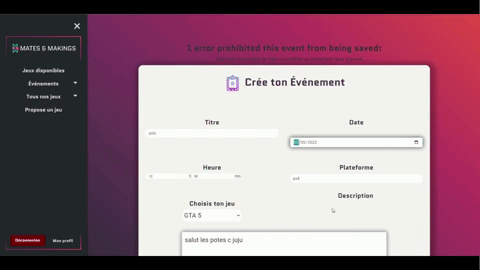 MATES & MAKINGS
Jeux disponibles
Événements
Tous nos jeux
Propose un jeu
Déconnexion
Mon profil
1 error prohibited this event from being saved:
Crée ton Événement
Titre
Date
/05/2022
Heure
Plateforme
ps4
Choisis ton jeu
GTA 5
Description
salut les potes c juju